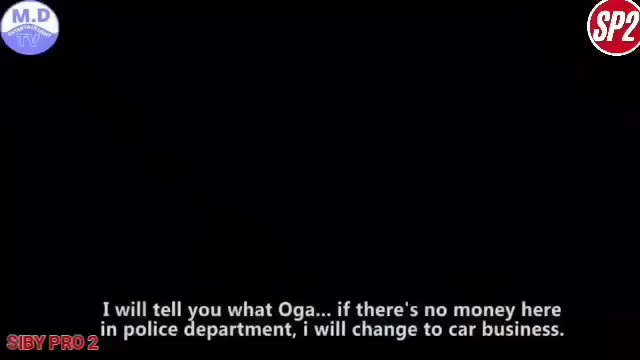 M.D
ENTERTAINMENT
TV
SP2
I will tell you what Oga... if there's no money here
in police department, i will change to car business.
SIBY PRO 2